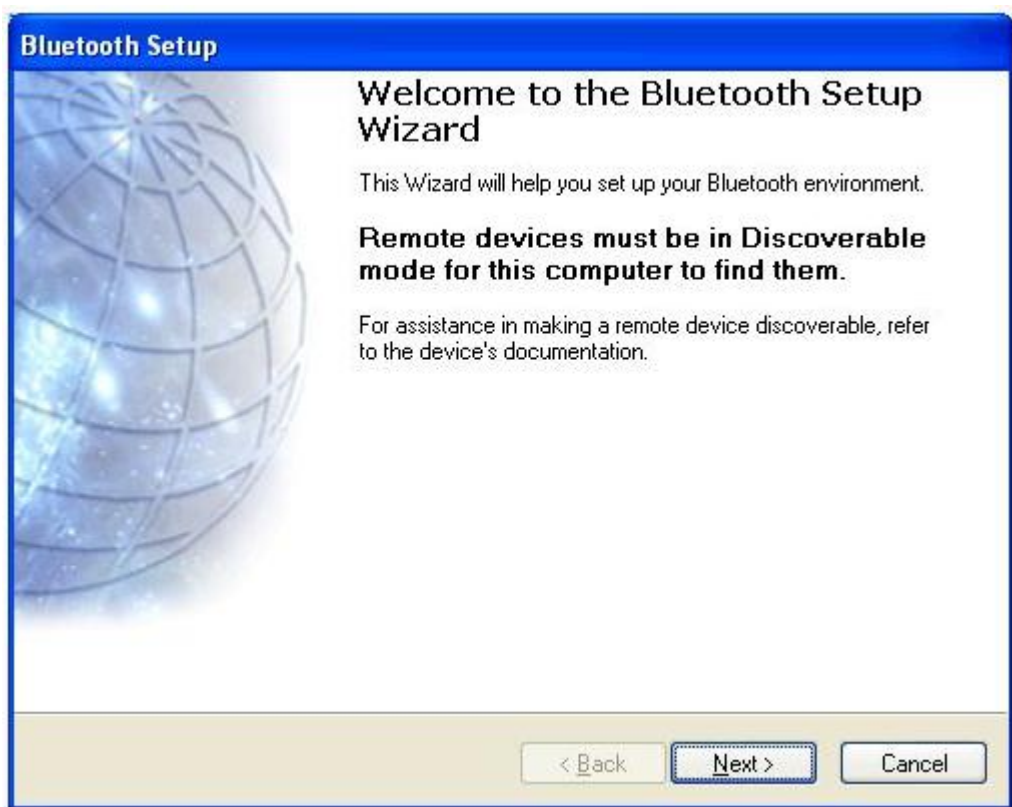 Bluetooth Setup
Welcome to the Bluetooth Setup
Wizard
This Wizard will help you set up your Bluetooth environment.
Remote devices must be in Discoverable
mode for this computer to find them.
For assistance in making a remote device discoverable, refer
to the device's documentation.
< Back Next > Cancel